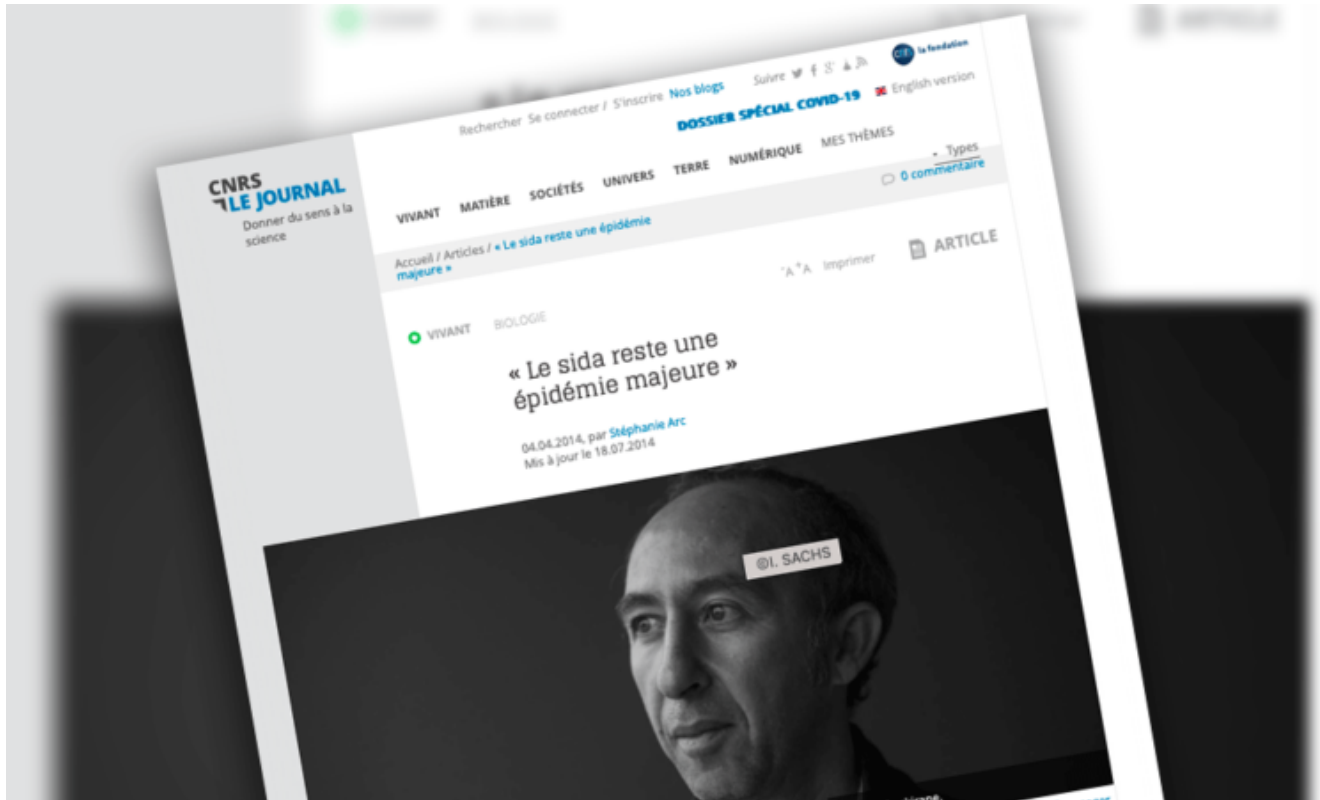 Rechercher Se connecter / S'inscrire Nos blogs Suivre
la fondation
DOSSIER SPÉCIAL COVID-19 English version
CNRS
LE JOURNAL
Donner du sens à la
science
VIVANT MATIÈRE SOCIÉTÉS UNIVERS TERRE NUMÉRIQUE MES THÈMES
Types
0 commentaire
Accueil / Articles / « Le sida reste une épidémie
majeure »
-A +A Imprimer ARTICLE
VIVANT BIOLOGIE
« Le sida reste une
épidémie majeure »
04.04.2014, par Stéphanie Arc
Mis à jour le 18.07.2014
©I. SACHS
ARTICLE